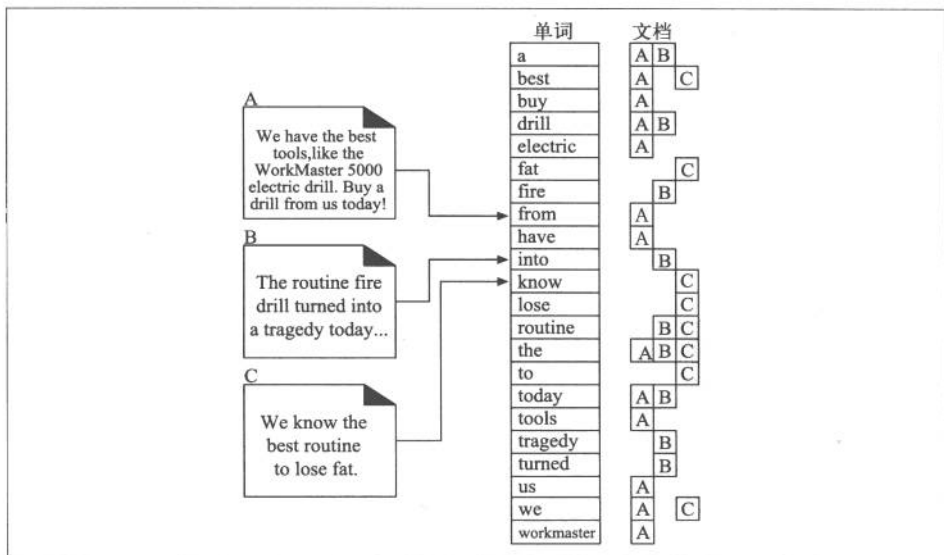 单词 文档
a A B
best A C
buy A
drill A B
electric A
fat C
fire B
from A
have A
into B
know C
lose C
routine B C
the A B C
to C
today A B
tools A
tragedy B
turned B
us A
we A C
workmaster A
A
We have the best
tools,like the
WorkMaster 5000
electric drill. Buy a
drill from us today!
B
The routine fire
drill turned into
a tragedy today...
C
We know the
best routine
to lose fat.